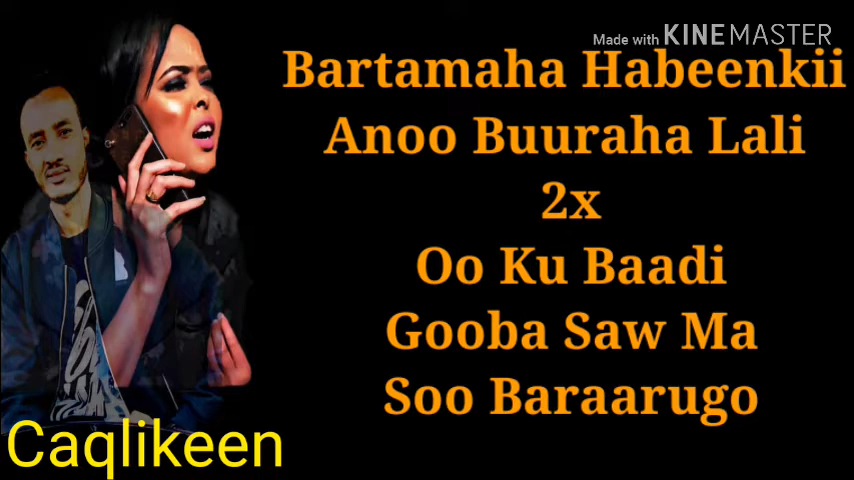 Made with KINEMASTER
Bartamaha Habeenkii
Anoo Buuraha Lali
2x
Oo Ku Baadi
Gooba Saw Ma
Soo Baraarugo
Caqlikeen